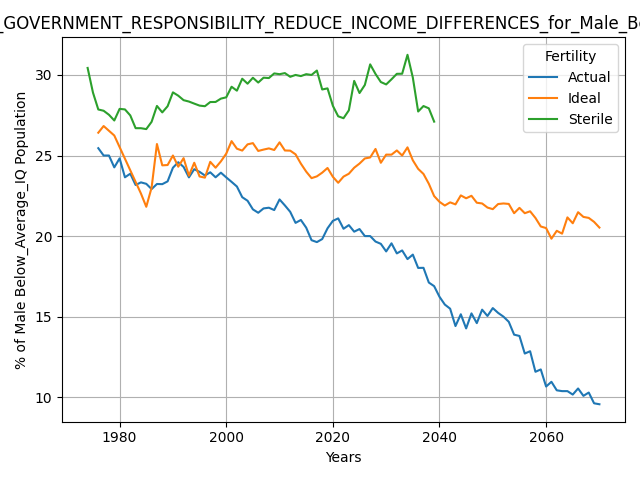 _GOVERNMENT_RESPONSIBILITY_REDUCE_INCOME_DIFFERENCES_for_Male_B
Fertility
Actual
Ideal
Sterile
% of Male Below_Average_IQ Population
30
25
20
15
10
1980
2000
2020
2040
2060
Years